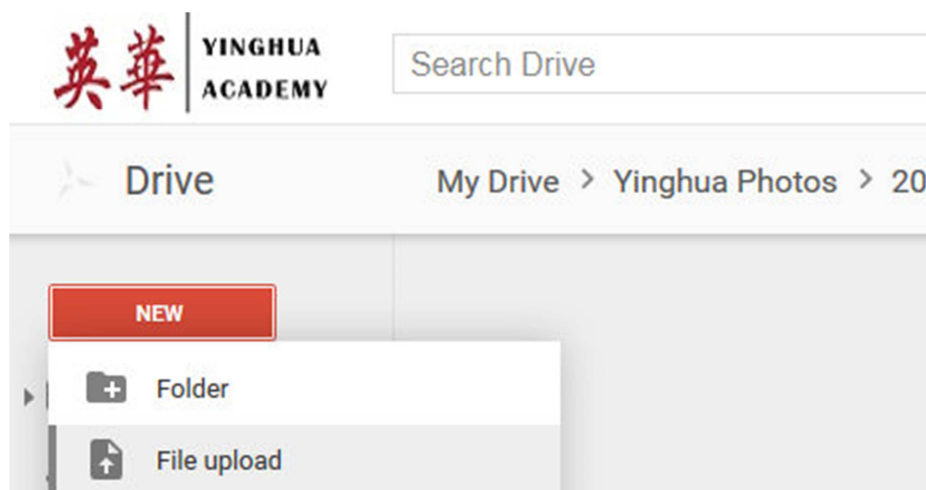 英華
YINGHUA
ACADEMY
Search Drive
Drive
My Drive > Yinghua Photos > 20
NEW
Folder
File upload